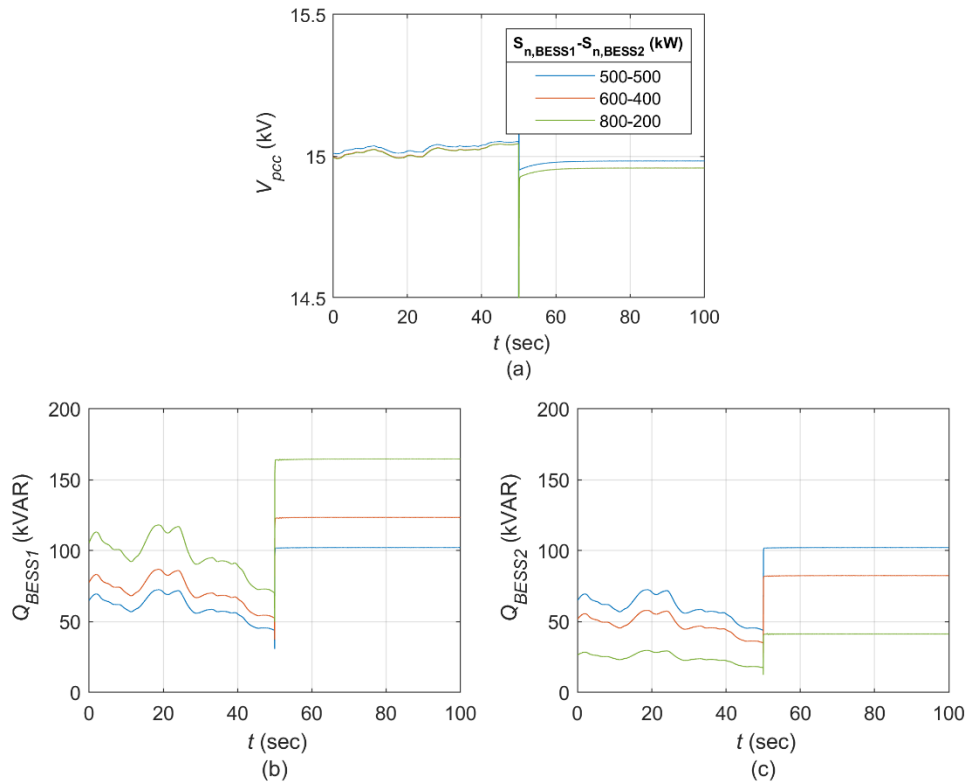 15.5
15
14.5
V_pcc (kV)
S_n,BESS1-S_n,BESS2 (kW)
500-500
600-400
800-200
0 20 40 60 80 100
t (sec)
(a)
200
150
100
50
0
Q_BESS1 (kVAR)
0 20 40 60 80 100
t (sec)
(b)
200
150
100
50
0
Q_BESS2 (kVAR)
0 20 40 60 80 100
t (sec)
(c)